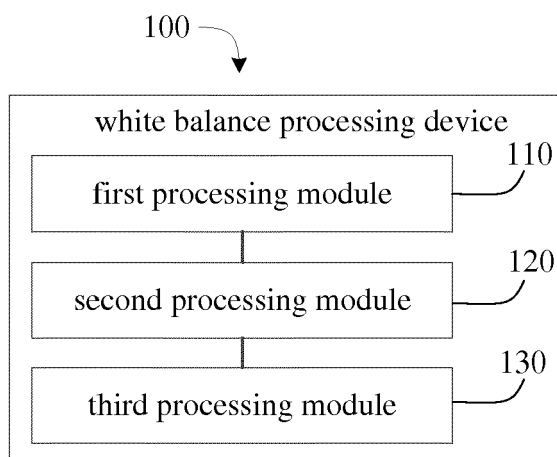 100
white balance processing device
110
first processing module
120
second processing module
130
third processing module